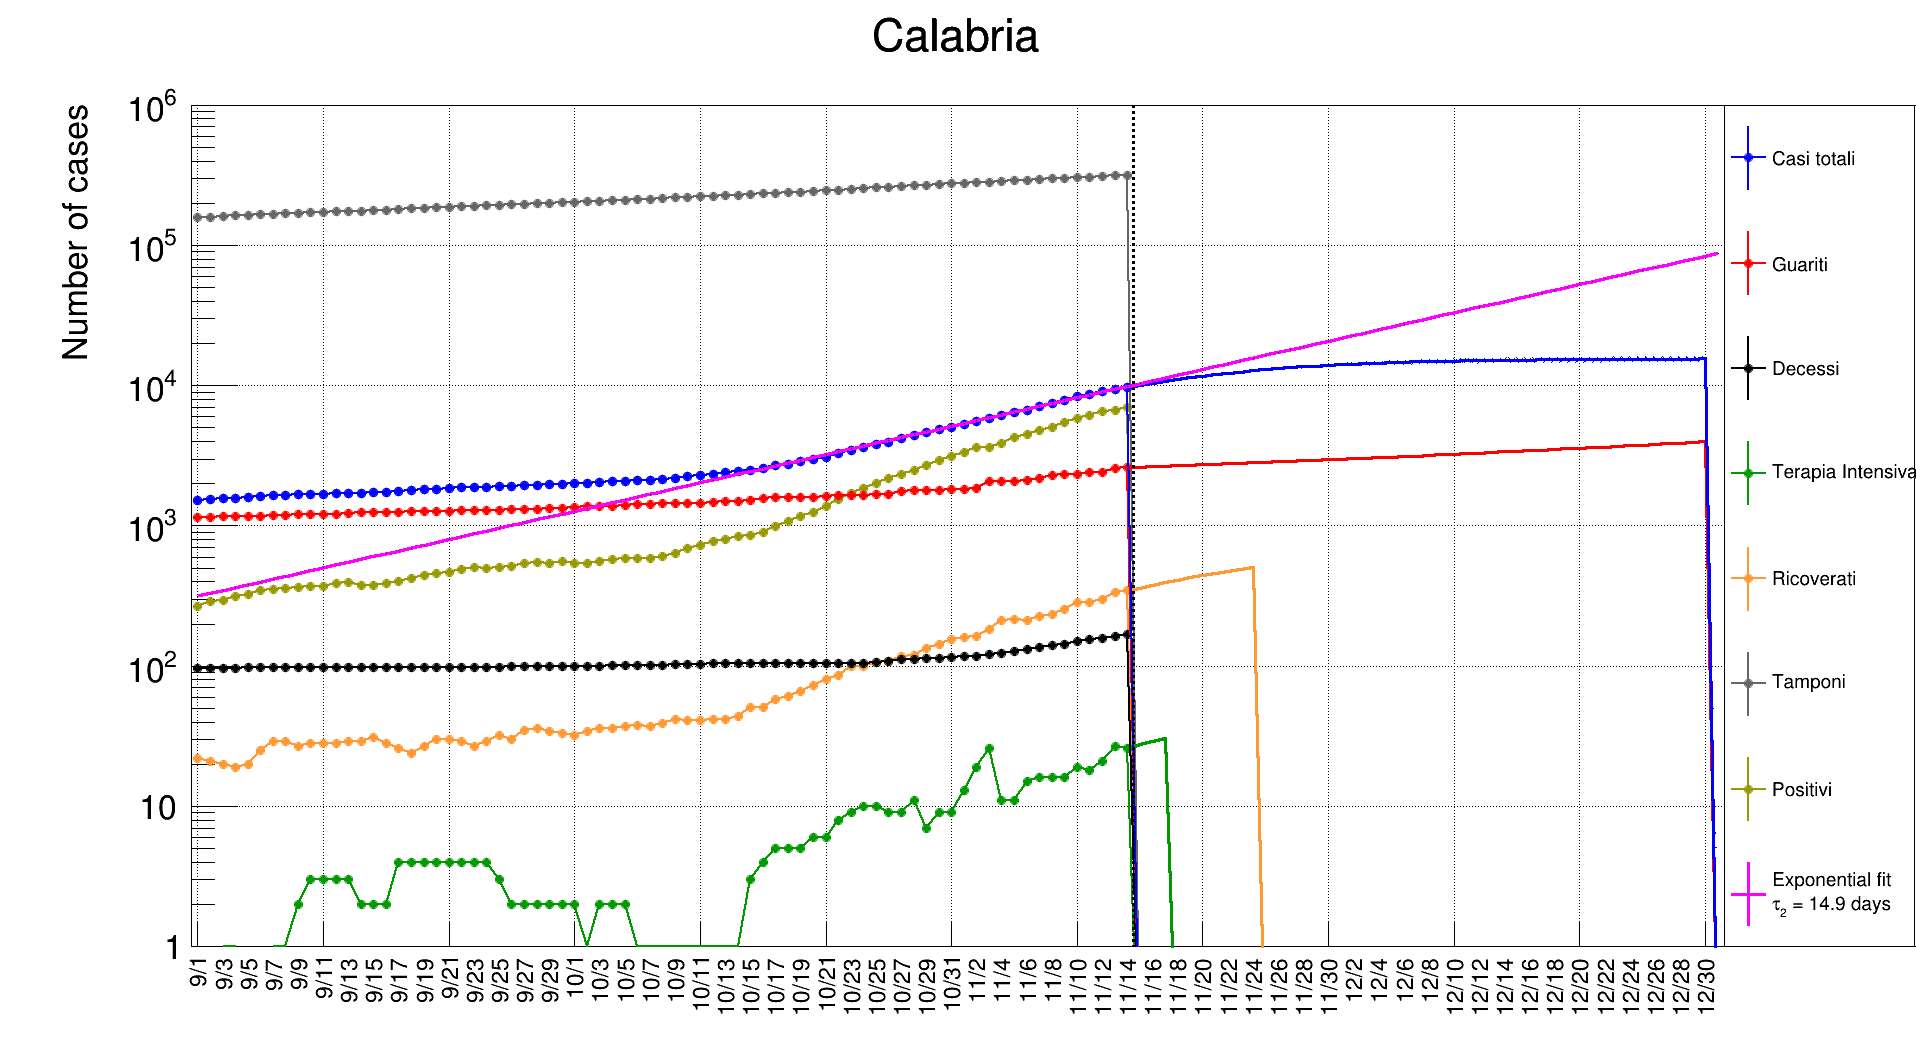 Calabria
Number of cases
10^6
10^5
10^4
10^3
10^2
10
1
9/1 9/3 9/5 9/7 9/9 9/11 9/13 9/15 9/17 9/19 9/21 9/23 9/25 9/27 9/29 10/1 10/3 10/5 10/7 10/9 10/11 10/13 10/15 10/17 10/19 10/21 10/23 10/25 10/27 10/29 10/31 11/2 11/4 11/6 11/8 11/10 11/12 11/14 11/16 11/18 11/20 11/22 11/24 11/26 11/28 11/30 12/2 12/4 12/6 12/8 12/10 12/12 12/14 12/16 12/18 12/20 12/22 12/24 12/26 12/28 12/30
Casi totali
Guariti
Decessi
Terapia Intensiva
Ricoverati
Tamponi
Positivi
Exponential fit
τ₂ = 14.9 days